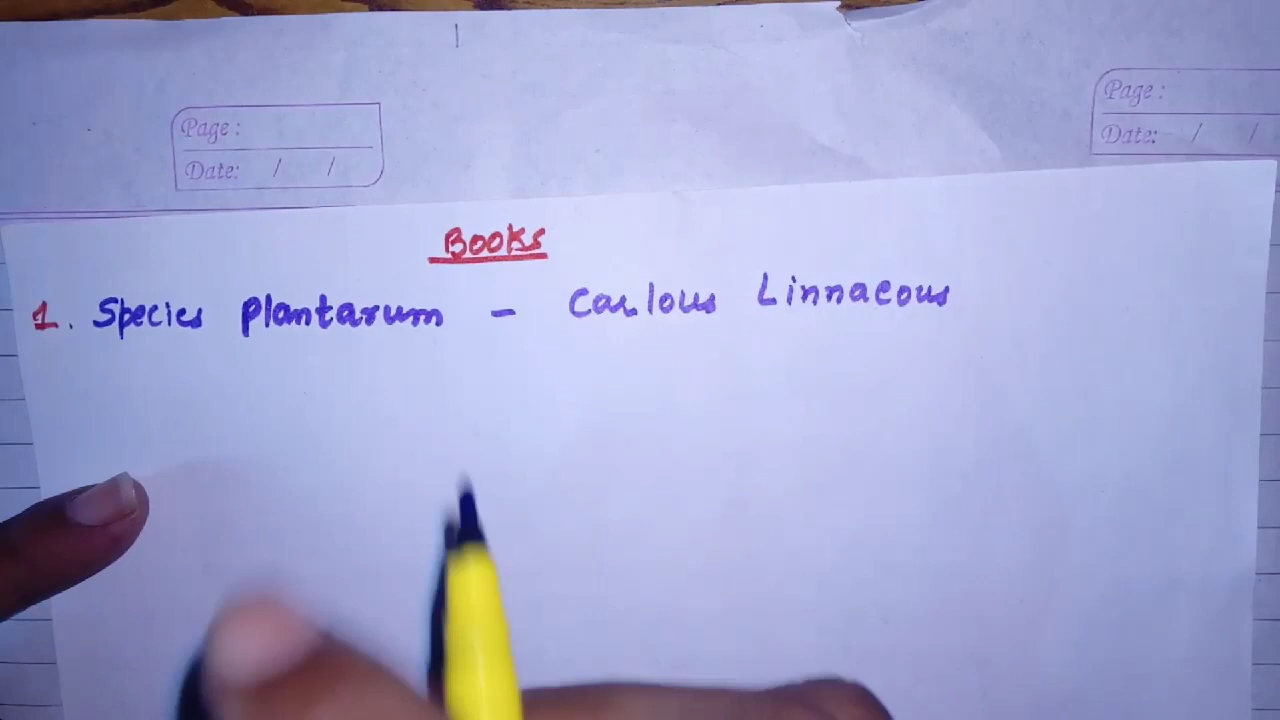 Page :
Date: / /
Page :
Date: / /
Books
1. Species plantarum - Carlous Linnaeous